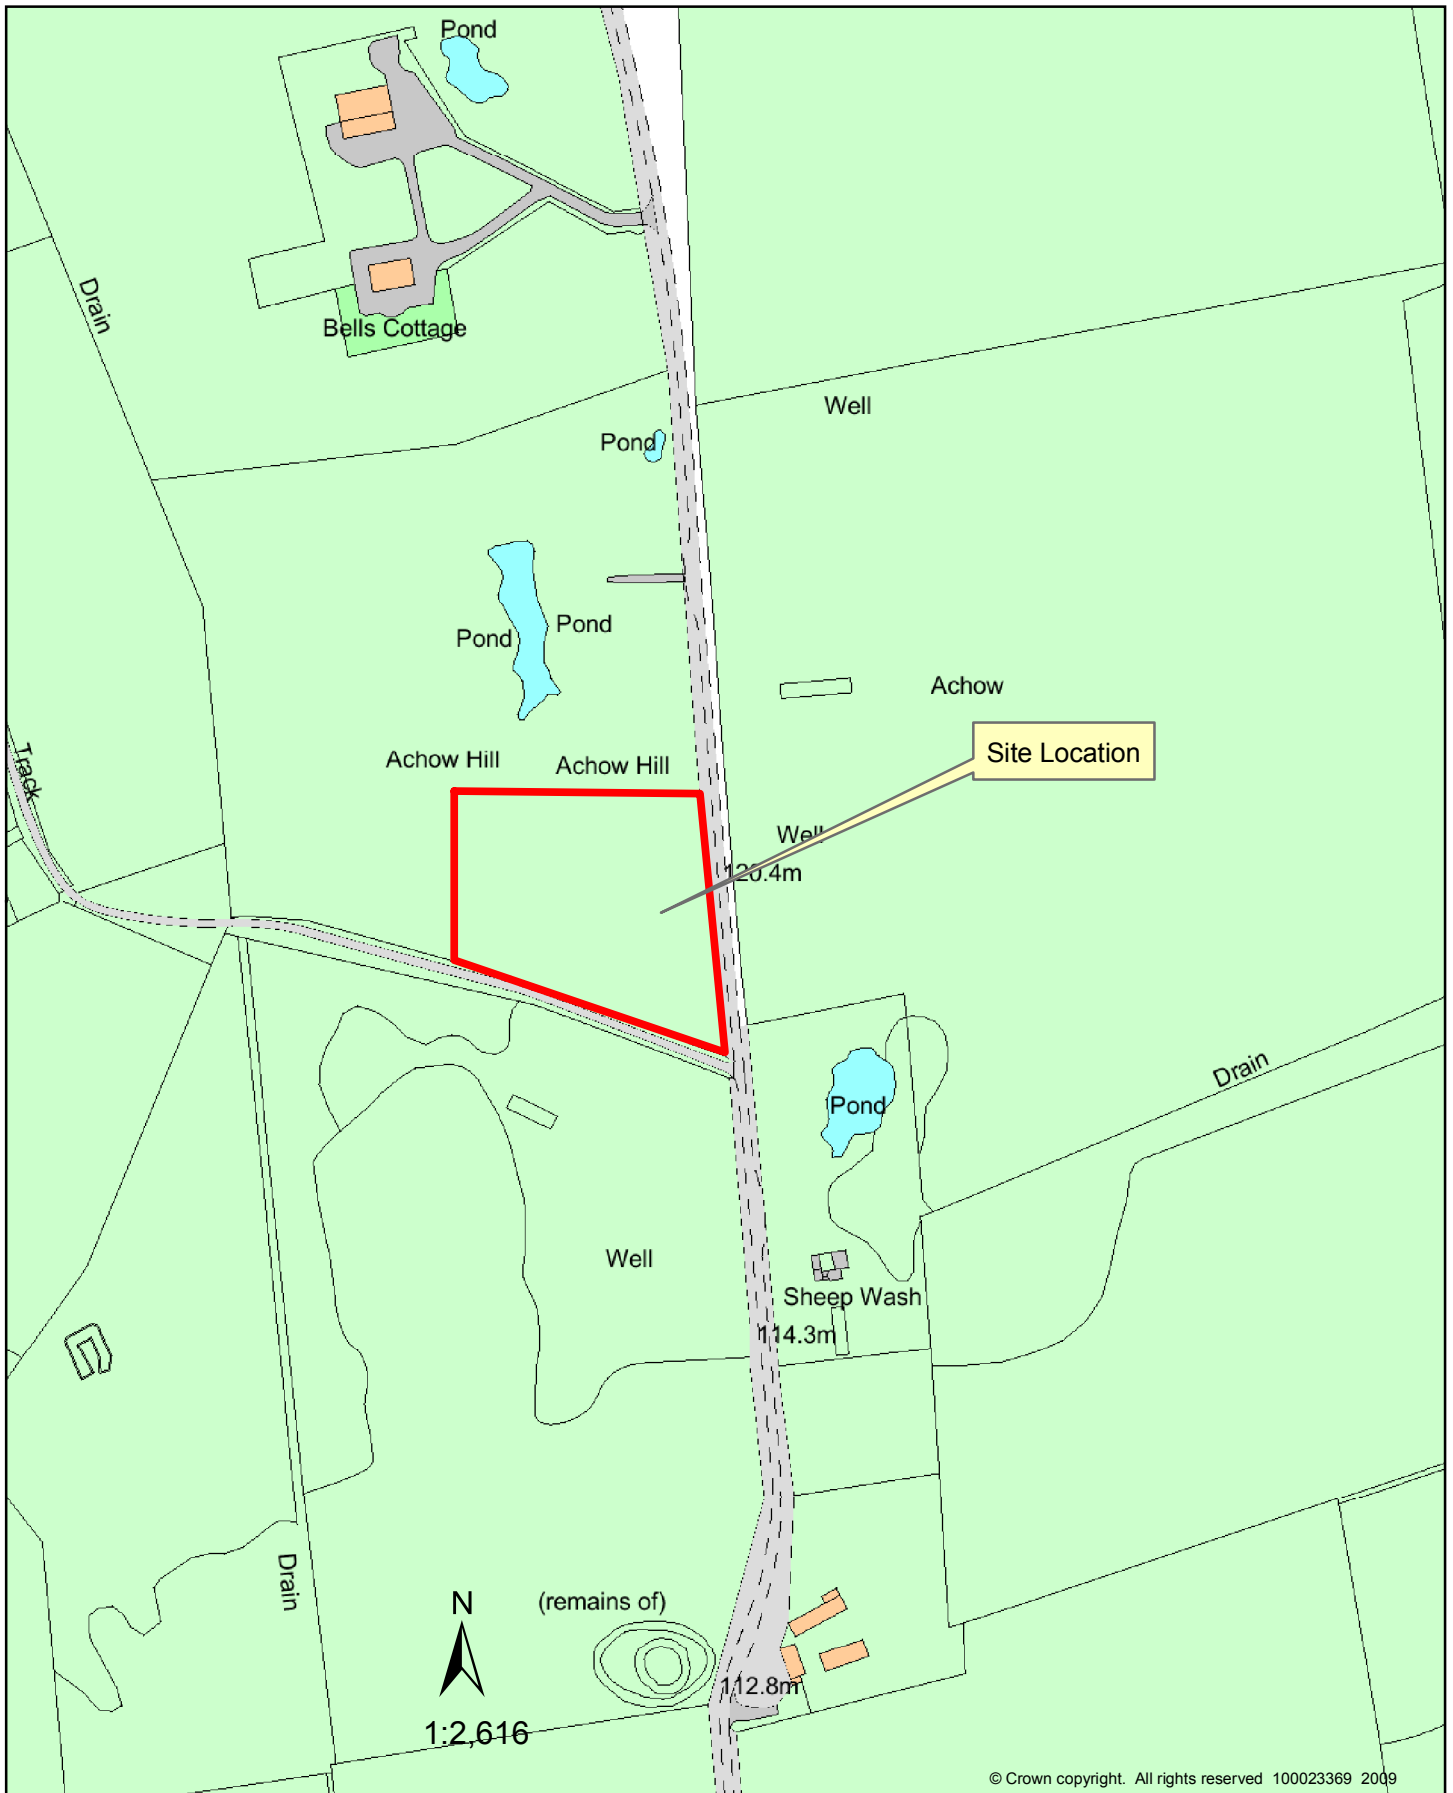 Pond
Drain
Bells Cottage
Well
Pond
Pond
Pond
Achow
Site Location
Achow Hill
Achow Hill
Track
Well
120.4m
Drain
Pond
Well
Sheep Wash
114.3m
Drain
N
(remains of)
112.8m
1:2,616
© Crown copyright. All rights reserved 100023369 2009